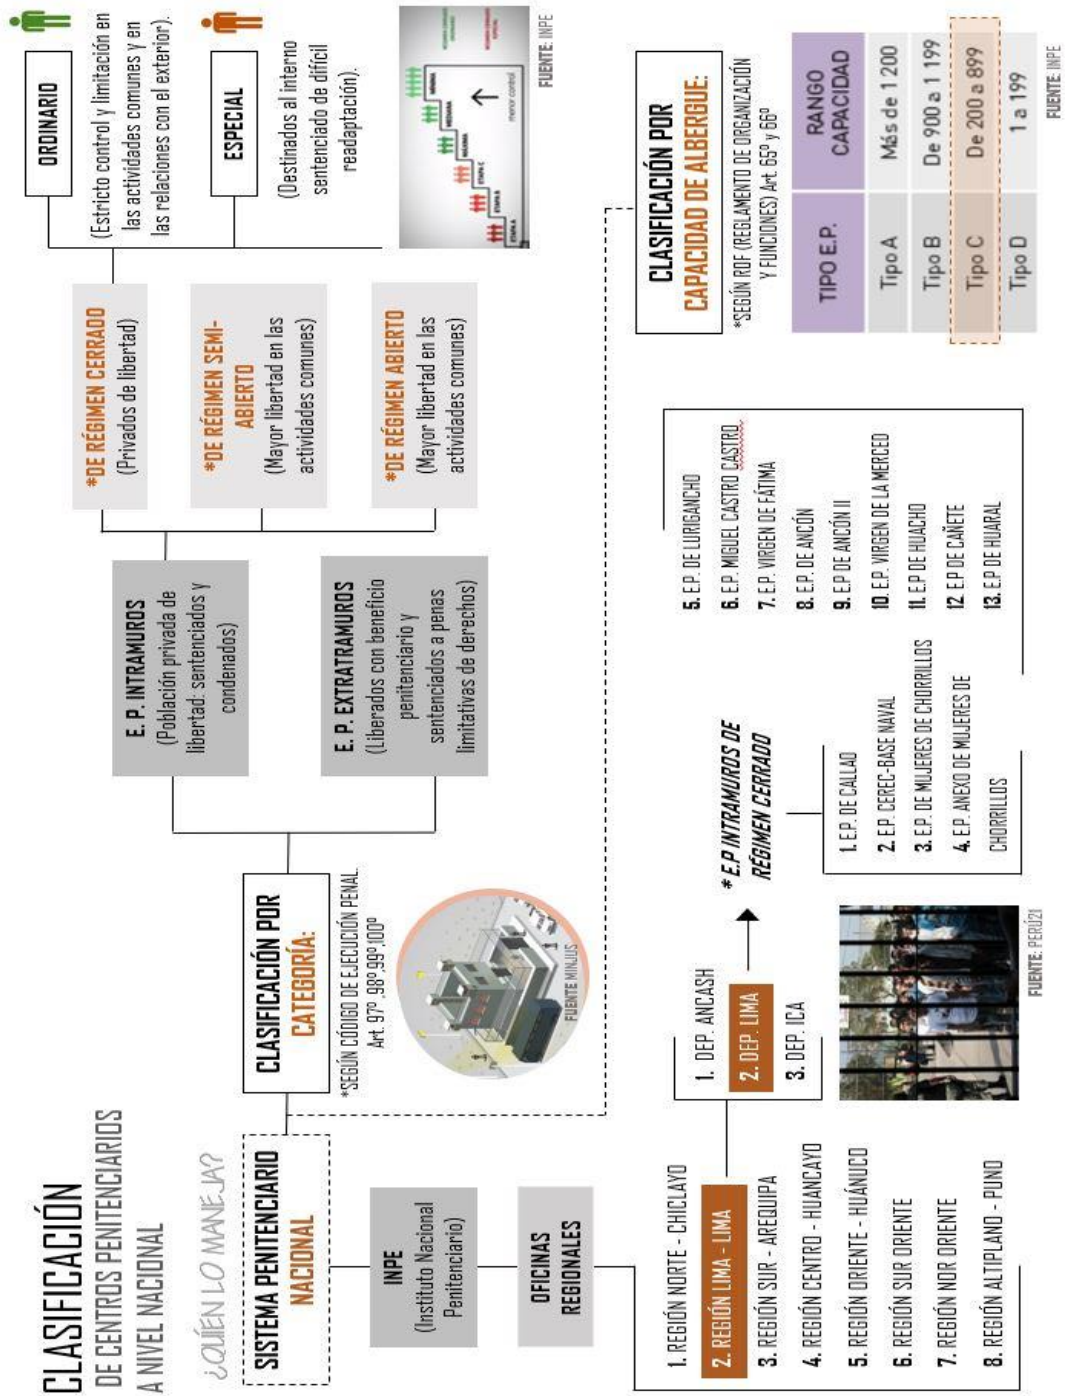 CLASIFICACIÓN
DE CENTROS PENITENCIARIOS
A NIVEL NACIONAL
¿QUÍEN LO MANEJA?
SISTEMA PENITENCIARIO
NACIONAL
INPE
(Instituto Nacional
Penitenciario)
OFICINAS
REGIONALES
1. REGIÓN NORTE - CHICLAYO
2. REGIÓN LIMA - LIMA
3. REGIÓN SUR - AREQUIPA
4. REGIÓN CENTRO - HUANCAYO
5. REGIÓN ORIENTE - HUÁNUCO
6. REGIÓN SUR ORIENTE
7. REGIÓN NOR ORIENTE
8. REGIÓN ALTIPLANO - PUNO
1. DEP. ANCASH
2. DEP. LIMA
3. DEP. ICA
FUENTE: PERÚ21
* E.P INTRAMUROS DE
RÉGIMEN CERRADO
1. E.P. DE CALLAO
2. E.P. CEREC-BASE NAVAL
3. E.P. DE MUJERES DE CHORRILLOS
4. E.P. ANEXO DE MUJERES DE
CHORRILLOS
5. E.P. DE LURIGANCHO
6. E.P. MIGUEL CASTRO CASTRO
7. E.P. VIRGEN DE FÁTIMA
8. E.P. DE ANCÓN
9. E.P DE ANCÓN II
10. E.P. VIRGEN DE LA MERCED
11. E.P DE HUACHO
12 E.P DE CAÑETE
13. E.P DE HUARAL
CLASIFICACIÓN POR
CATEGORÍA:
*SEGÚN CÓDIGO DE EJECUCIÓN PENAL.
Art. 97º ,98º,99º,100º
FUENTE MINJUS
E. P. INTRAMUROS
(Población privada de
libertad: sentenciados y
condenados)
E. P. EXTRATRAMUROS
(Liberados con beneficio
penitenciario y
sentenciados a penas
limitativas de derechos)
*DE RÉGIMEN CERRADO
(Privados de libertad)
*DE RÉGIMEN SEMI-
ABIERTO
(Mayor libertad en las
actividades comunes)
*DE RÉGIMEN ABIERTO
(Mayor libertad en las
actividades comunes)
ORDINARIO
(Estricto control y limitación en
las actividades comunes y en
las relaciones con el exterior).
ESPECIAL
(Destinados al interno
sentenciado de difícil
readaptación).
ETAPA A
ETAPA B
ETAPA C
MÁXIMA
MEDIANA
MÍNIMA
menor control
FUENTE: INPE
CLASIFICACIÓN POR
CAPACIDAD DE ALBERGUE:
*SEGÚN ROF (REGLAMENTO DE ORGANIZACIÓN
Y FUNCIONES) Art. 65º y 66º
TIPO E.P. RANGO CAPACIDAD
Tipo A Más de 1 200
Tipo B De 900 a 1 199
Tipo C De 200 a 899
Tipo D 1 a 199
FUENTE: INPE